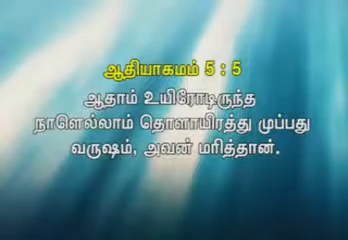 ஆதியாகமம் 5 : 5
ஆதாம் உயிரோடிருந்த
நாளெல்லாம் தொளாயிரத்து முப்பது
வருஷம், அவன் மரித்தான்.